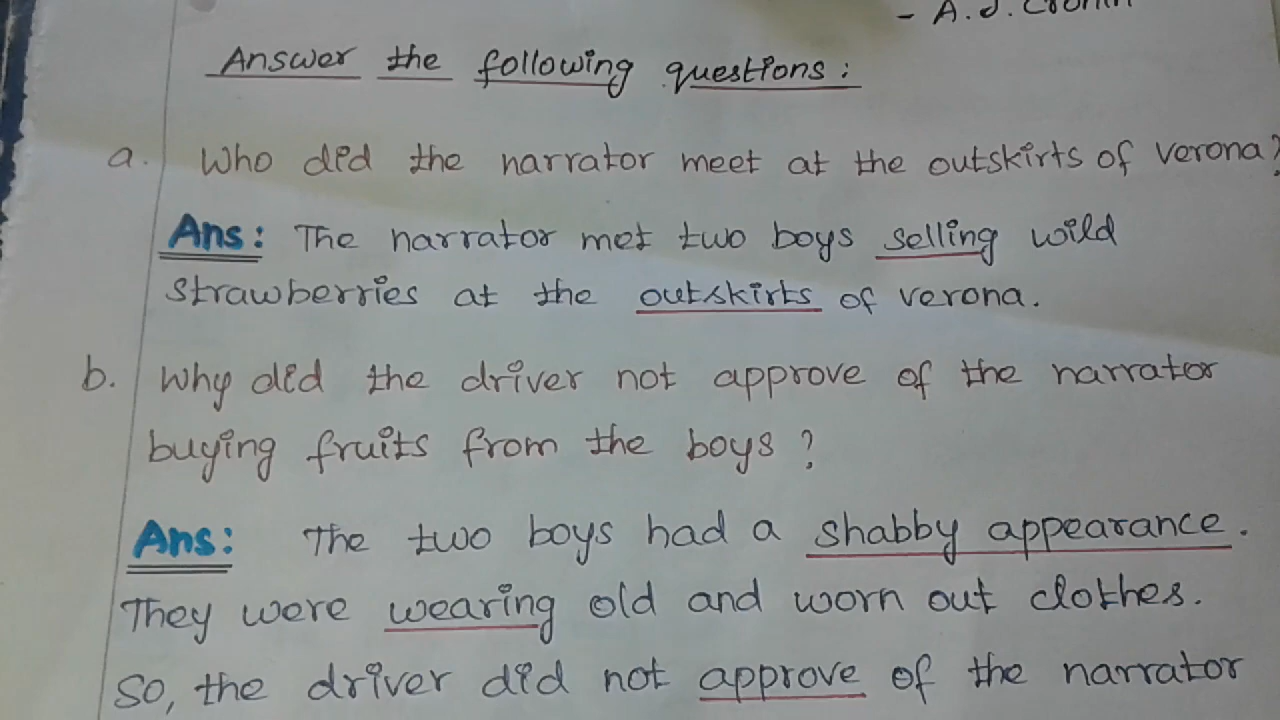 - A.J. Cronin
Answer the following questions :
a. Who did the narrator meet at the outskirts of verona?
Ans: The narrator met two boys selling wild
strawberries at the outskirts of verona.
b. Why did the driver not approve of the narrator
buying fruits from the boys ?
Ans: The two boys had a shabby appearance.
They were wearing old and worn out clothes.
So, the driver did not approve of the narrator